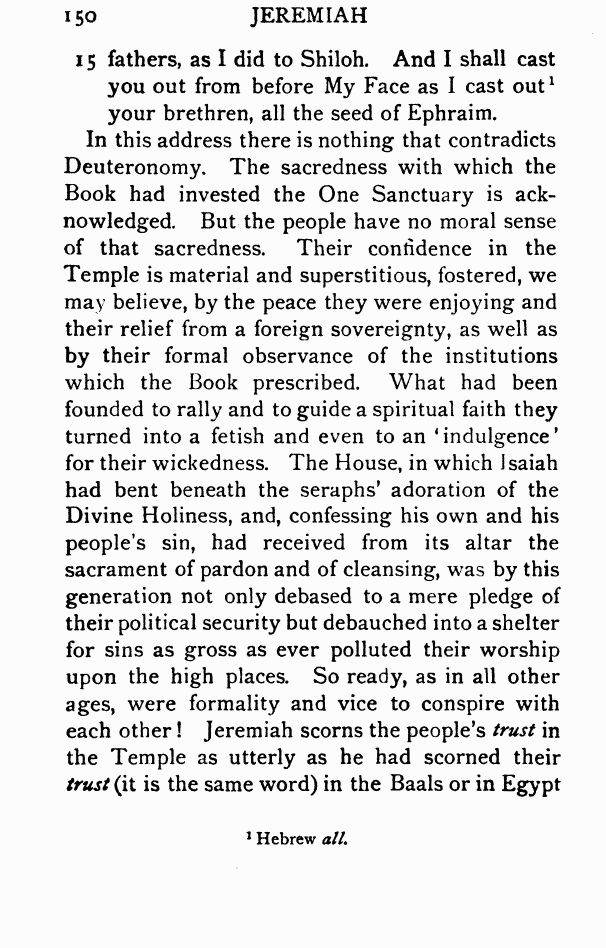 150 JEREMIAH
15 fathers, as I did to Shiloh. And I shall cast
you out from before My Face as I cast out¹
your brethren, all the seed of Ephraim.
In this address there is nothing that contradicts
Deuteronomy. The sacredness with which the
Book had invested the One Sanctuary is ack-
nowledged. But the people have no moral sense
of that sacredness. Their confidence in the
Temple is material and superstitious, fostered, we
may believe, by the peace they were enjoying and
their relief from a foreign sovereignty, as well as
by their formal observance of the institutions
which the Book prescribed. What had been
founded to rally and to guide a spiritual faith they
turned into a fetish and even to an ‘indulgence’
for their wickedness. The House, in which Isaiah
had bent beneath the seraphs’ adoration of the
Divine Holiness, and, confessing his own and his
people’s sin, had received from its altar the
sacrament of pardon and of cleansing, was by this
generation not only debased to a mere pledge of
their political security but debauched into a shelter
for sins as gross as ever polluted their worship
upon the high places. So ready, as in all other
ages, were formality and vice to conspire with
each other! Jeremiah scorns the people’s trust in
the Temple as utterly as he had scorned their
trust (it is the same word) in the Baals or in Egypt
¹ Hebrew all.